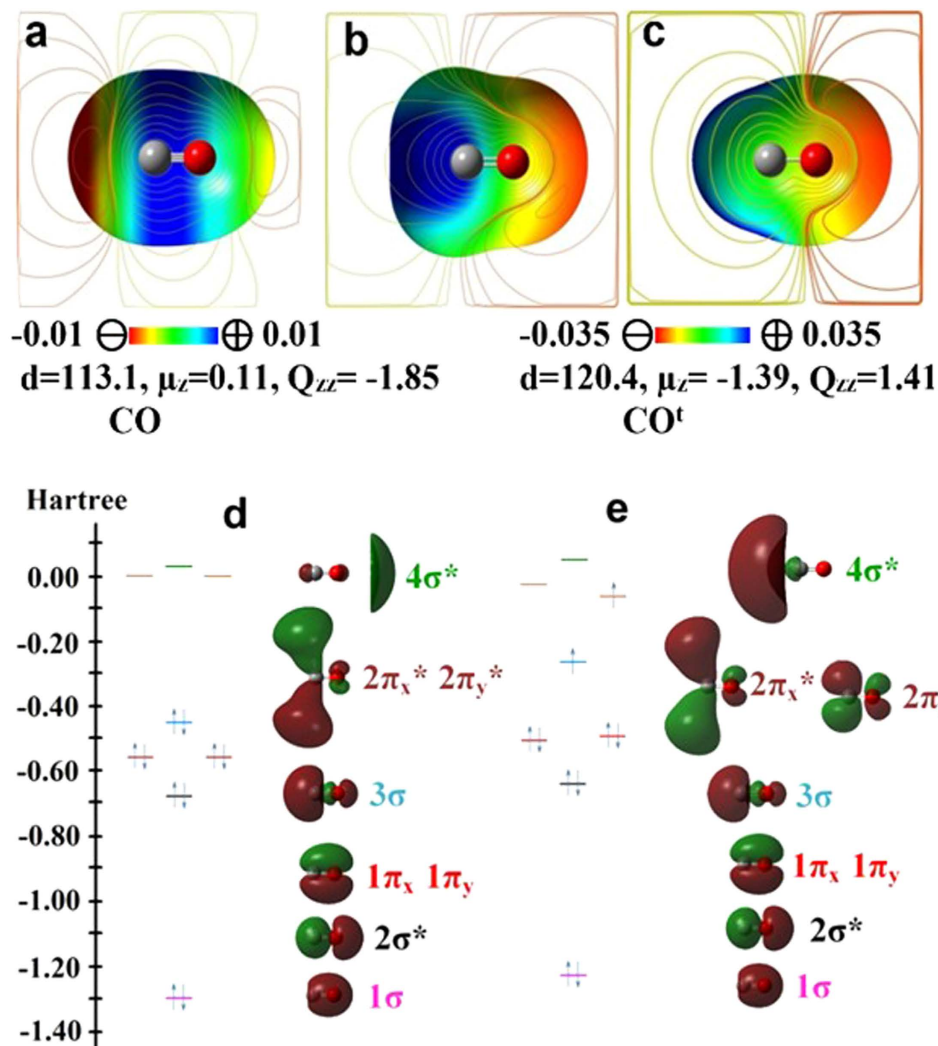 a b c
-0.01 ⊖ ⊕ 0.01 -0.035 ⊖ ⊕ 0.035
d=113.1, μz=0.11, Qzz= -1.85 d=120.4, μz= -1.39, Qzz=1.41
CO COᵗ
Hartree d e
0.00 4σ* 4σ*
-0.20
2πx* 2πy* 2πx* 2π
-0.40
-0.60
3σ 3σ
-0.80
1πx 1πy 1πx 1πy
-1.00
2σ* 2σ*
-1.20
1σ 1σ
-1.40